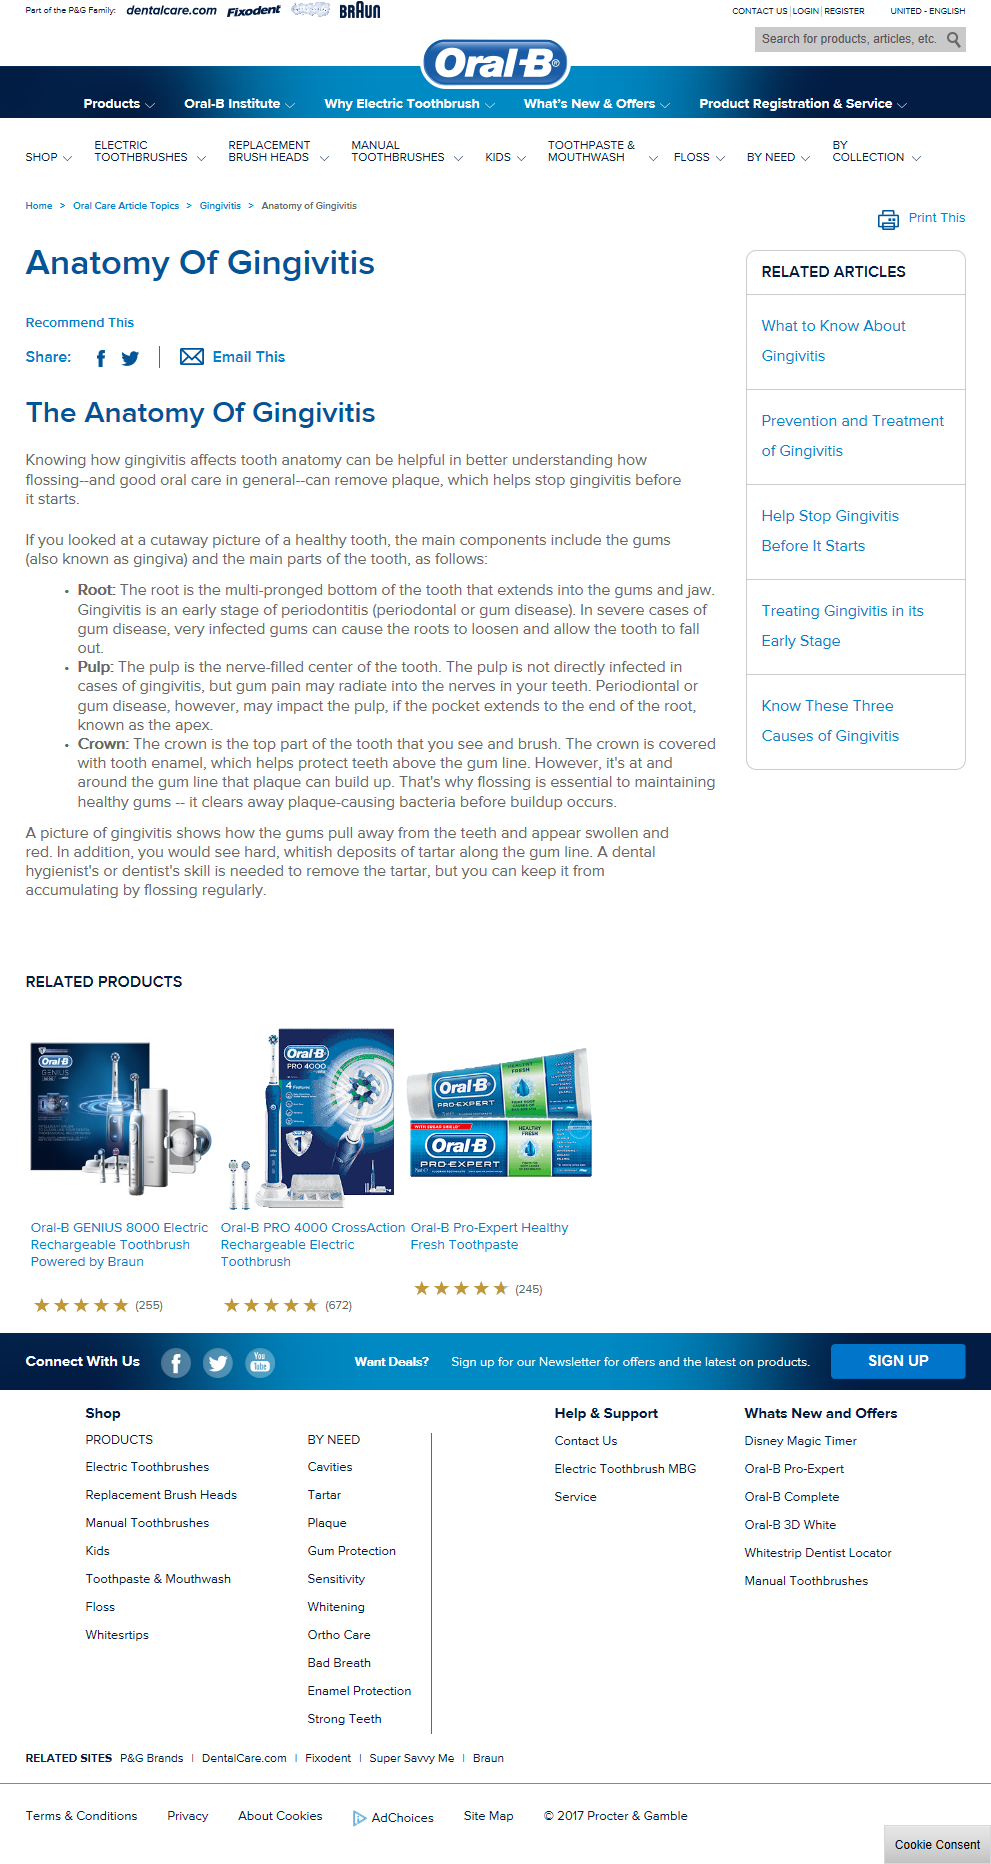 Part of the P&G Family: dentalcare.com Fixodent BRAUN
CONTACT US | LOGIN | REGISTER UNITED - ENGLISH
Search for products, articles, etc.
Oral-B®
Products Oral-B Institute Why Electric Toothbrush What's New & Offers Product Registration & Service
SHOP ELECTRIC TOOTHBRUSHES REPLACEMENT BRUSH HEADS MANUAL TOOTHBRUSHES KIDS TOOTHPASTE & MOUTHWASH FLOSS BY NEED BY COLLECTION
Home > Oral Care Article Topics > Gingivitis > Anatomy of Gingivitis
Print This
Anatomy Of Gingivitis
Recommend This
Share: Email This
The Anatomy Of Gingivitis
Knowing how gingivitis affects tooth anatomy can be helpful in better understanding how
flossing--and good oral care in general--can remove plaque, which helps stop gingivitis before
it starts.
If you looked at a cutaway picture of a healthy tooth, the main components include the gums
(also known as gingiva) and the main parts of the tooth, as follows:
• Root: The root is the multi-pronged bottom of the tooth that extends into the gums and jaw.
Gingivitis is an early stage of periodontitis (periodontal or gum disease). In severe cases of
gum disease, very infected gums can cause the roots to loosen and allow the tooth to fall
out.
• Pulp: The pulp is the nerve-filled center of the tooth. The pulp is not directly infected in
cases of gingivitis, but gum pain may radiate into the nerves in your teeth. Periodiontal or
gum disease, however, may impact the pulp, if the pocket extends to the end of the root,
known as the apex.
• Crown: The crown is the top part of the tooth that you see and brush. The crown is covered
with tooth enamel, which helps protect teeth above the gum line. However, it's at and
around the gum line that plaque can build up. That's why flossing is essential to maintaining
healthy gums -- it clears away plaque-causing bacteria before buildup occurs.
A picture of gingivitis shows how the gums pull away from the teeth and appear swollen and
red. In addition, you would see hard, whitish deposits of tartar along the gum line. A dental
hygienist's or dentist's skill is needed to remove the tartar, but you can keep it from
accumulating by flossing regularly.
RELATED ARTICLES
What to Know About
Gingivitis
Prevention and Treatment
of Gingivitis
Help Stop Gingivitis
Before It Starts
Treating Gingivitis in its
Early Stage
Know These Three
Causes of Gingivitis
RELATED PRODUCTS
Oral-B
GENIUS
Oral-B
PRO 4000
4 Features
1
Oral-B
PRO-EXPERT
HEALTHY
FRESH
Oral-B
PRO-EXPERT
HEALTHY
FRESH
Oral-B GENIUS 8000 Electric
Rechargeable Toothbrush
Powered by Braun
(255)
Oral-B PRO 4000 CrossAction
Rechargeable Electric
Toothbrush
(672)
Oral-B Pro-Expert Healthy
Fresh Toothpaste
(245)
Connect With Us You Tube Want Deals? Sign up for our Newsletter for offers and the latest on products. SIGN UP
Shop
PRODUCTS
Electric Toothbrushes
Replacement Brush Heads
Manual Toothbrushes
Kids
Toothpaste & Mouthwash
Floss
Whitesrtips
BY NEED
Cavities
Tartar
Plaque
Gum Protection
Sensitivity
Whitening
Ortho Care
Bad Breath
Enamel Protection
Strong Teeth
Help & Support
Contact Us
Electric Toothbrush MBG
Service
Whats New and Offers
Disney Magic Timer
Oral-B Pro-Expert
Oral-B Complete
Oral-B 3D White
Whitestrip Dentist Locator
Manual Toothbrushes
RELATED SITES P&G Brands | DentalCare.com | Fixodent | Super Savvy Me | Braun
Terms & Conditions Privacy About Cookies AdChoices Site Map © 2017 Procter & Gamble
Cookie Consent